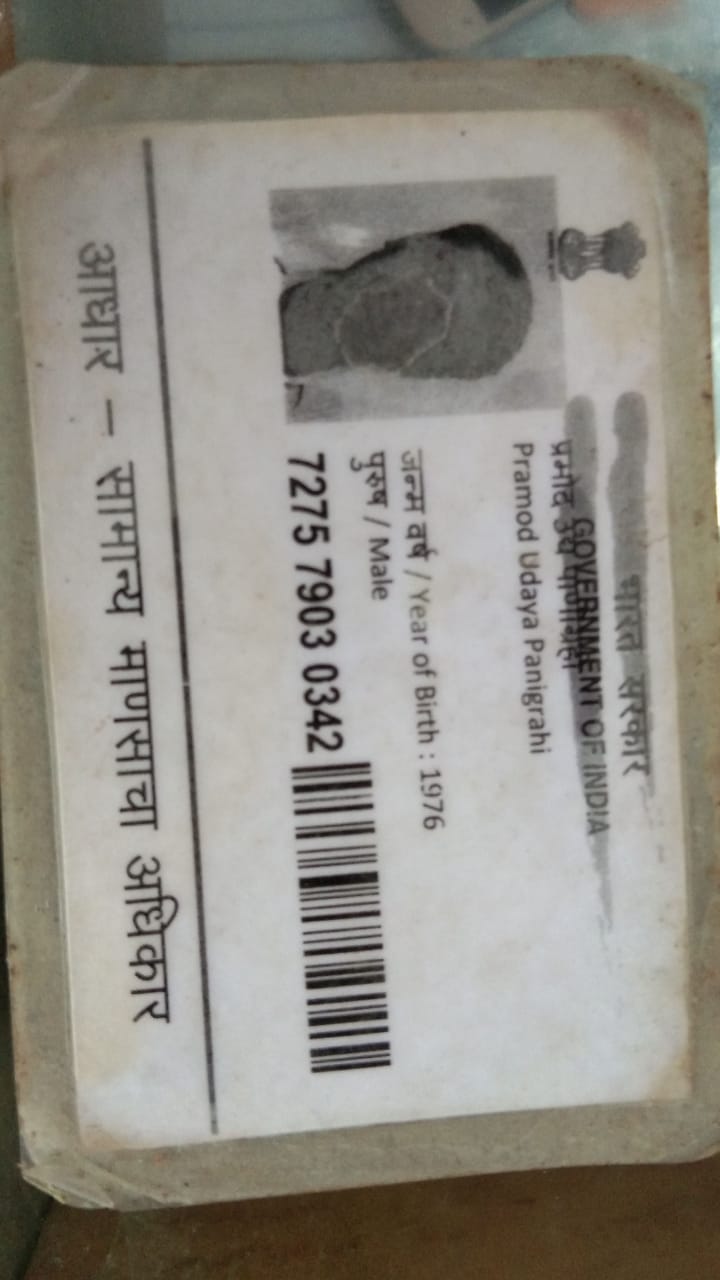 भारत सरकार
GOVERNMENT OF INDIA
प्रमोद उदय पाणिग्रही
Pramod Udaya Panigrahi
जन्म वर्ष / Year of Birth : 1976
पुरुष / Male
7275 7903 0342
आधार – सामान्य माणसाचा अधिकार